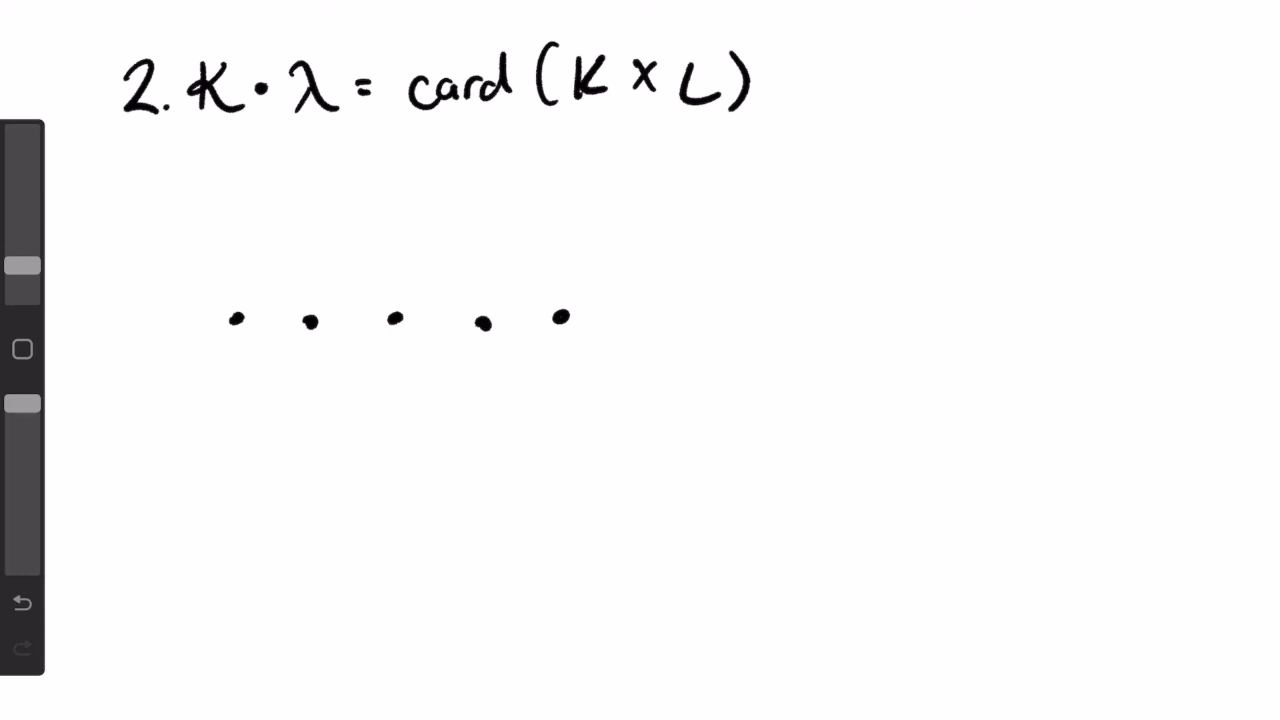 2. κ · λ = card (K × L)